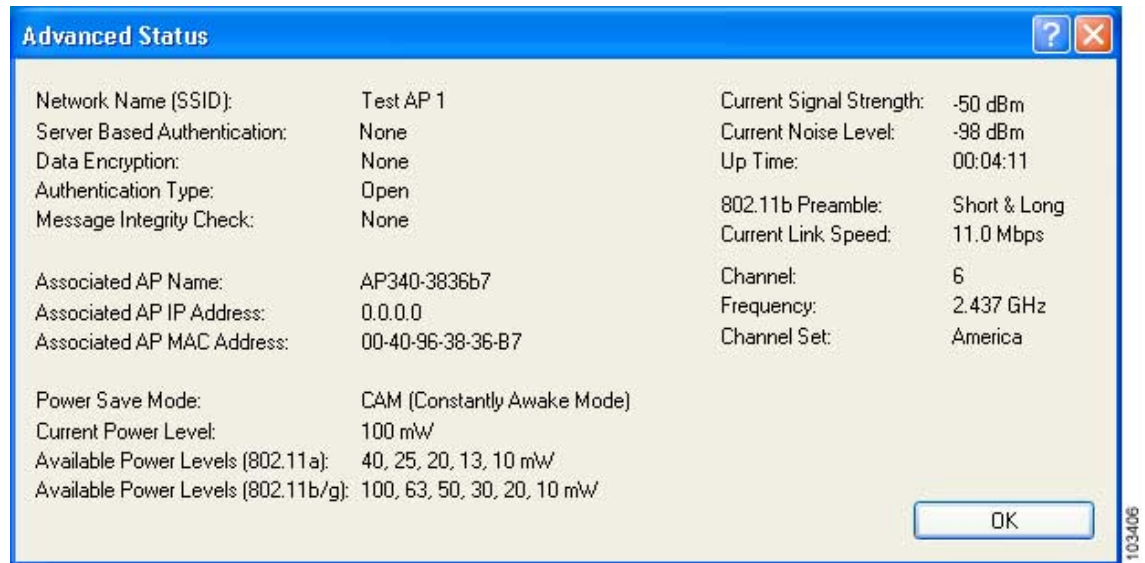 Advanced Status
Network Name (SSID): Test AP 1
Server Based Authentication: None
Data Encryption: None
Authentication Type: Open
Message Integrity Check: None
Associated AP Name: AP340-3836b7
Associated AP IP Address: 0.0.0.0
Associated AP MAC Address: 00-40-96-38-36-B7
Power Save Mode: CAM (Constantly Awake Mode)
Current Power Level: 100 mW
Available Power Levels (802.11a): 40, 25, 20, 13, 10 mW
Available Power Levels (802.11b/g): 100, 63, 50, 30, 20, 10 mW
Current Signal Strength: -50 dBm
Current Noise Level: -98 dBm
Up Time: 00:04:11
802.11b Preamble: Short & Long
Current Link Speed: 11.0 Mbps
Channel: 6
Frequency: 2.437 GHz
Channel Set: America
OK
103406